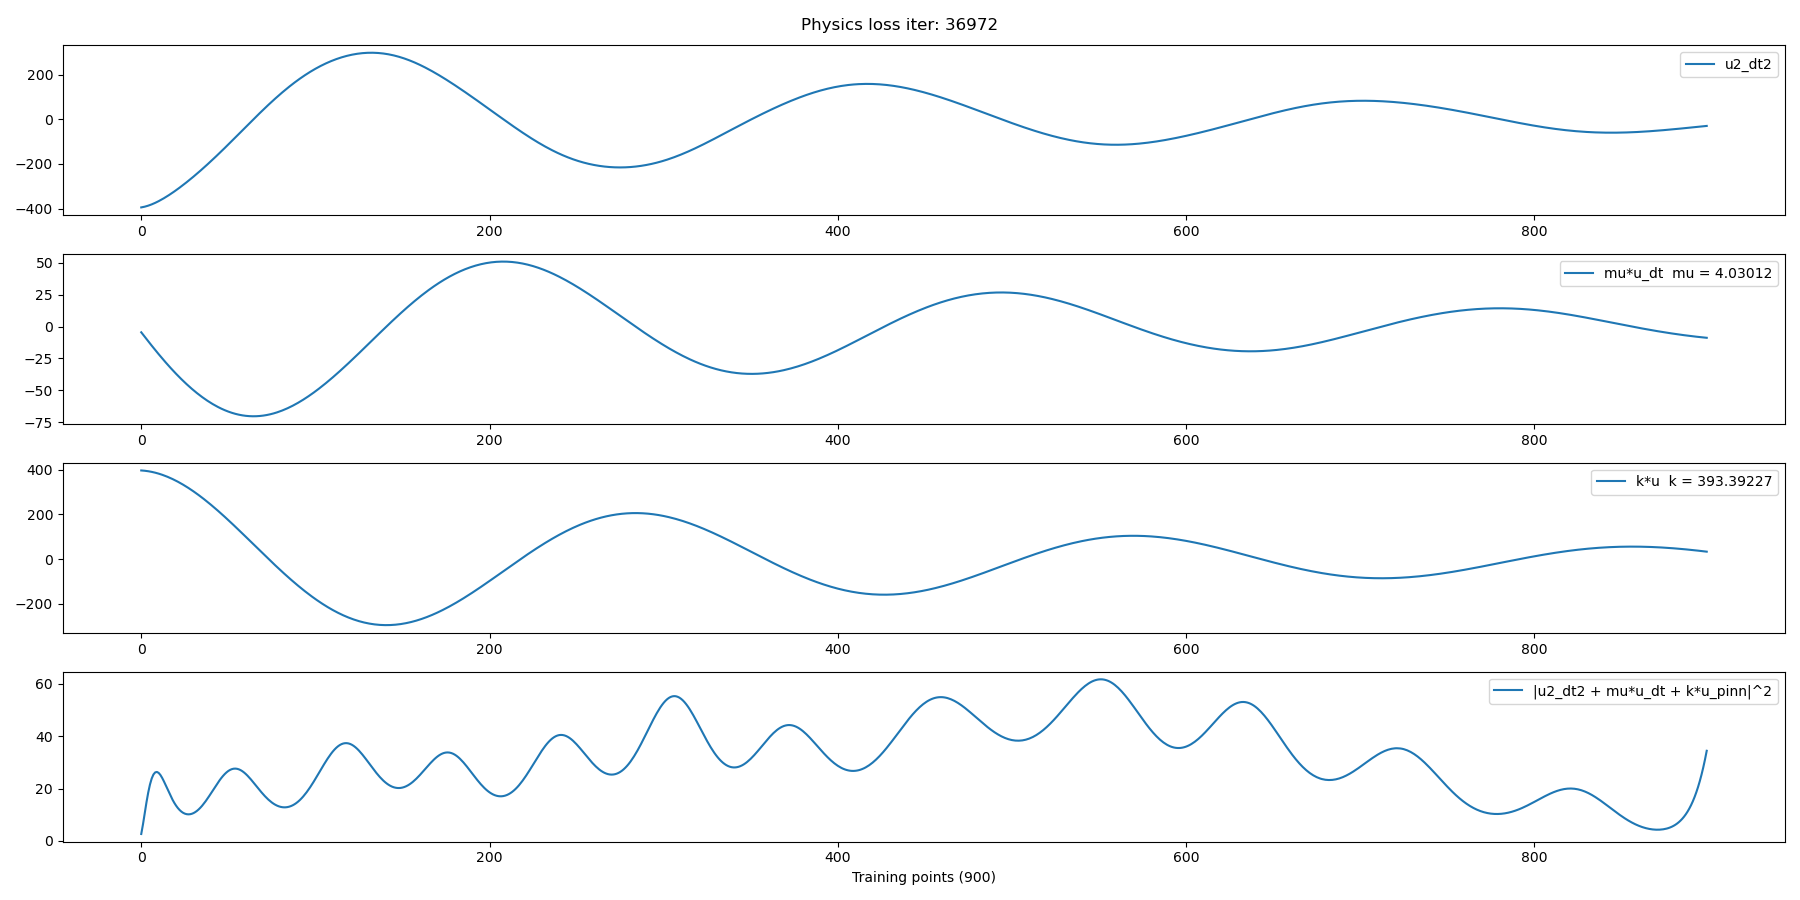 Physics loss iter: 36972
u2_dt2
200
0
−200
−400
0 200 400 600 800
mu*u_dt  mu = 4.03012
50
25
0
−25
−50
−75
0 200 400 600 800
k*u  k = 393.39227
400
200
0
−200
0 200 400 600 800
|u2_dt2 + mu*u_dt + k*u_pinn|^2
60
40
20
0
0 200 400 600 800
Training points (900)